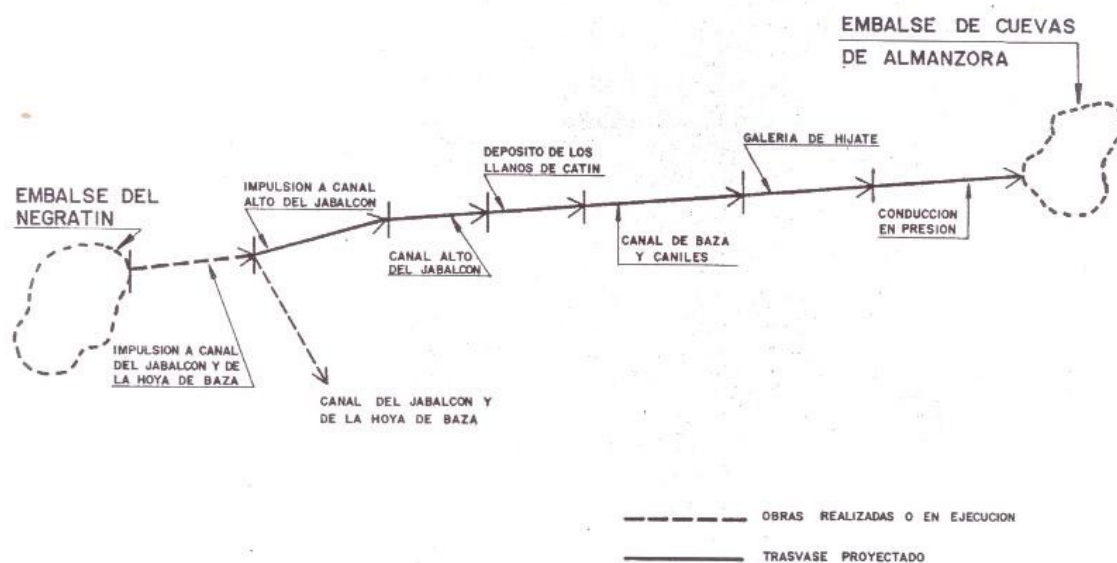 EMBALSE DE CUEVAS
DE ALMANZORA
GALERIA DE HIJATE
DEPOSITO DE LOS
LLANOS DE CATIN
IMPULSION A CANAL
ALTO DEL JABALCON
EMBALSE DEL
NEGRATIN
CANAL ALTO
DEL JABALCON
CANAL DE BAZA
Y CANILES
CONDUCCION
EN PRESION
IMPULSION A CANAL
DEL JABALCON Y DE
LA HOYA DE BAZA
CANAL DEL JABALCON Y
DE LA HOYA DE BAZA
OBRAS REALIZADAS O EN EJECUCION
TRASVASE PROYECTADO